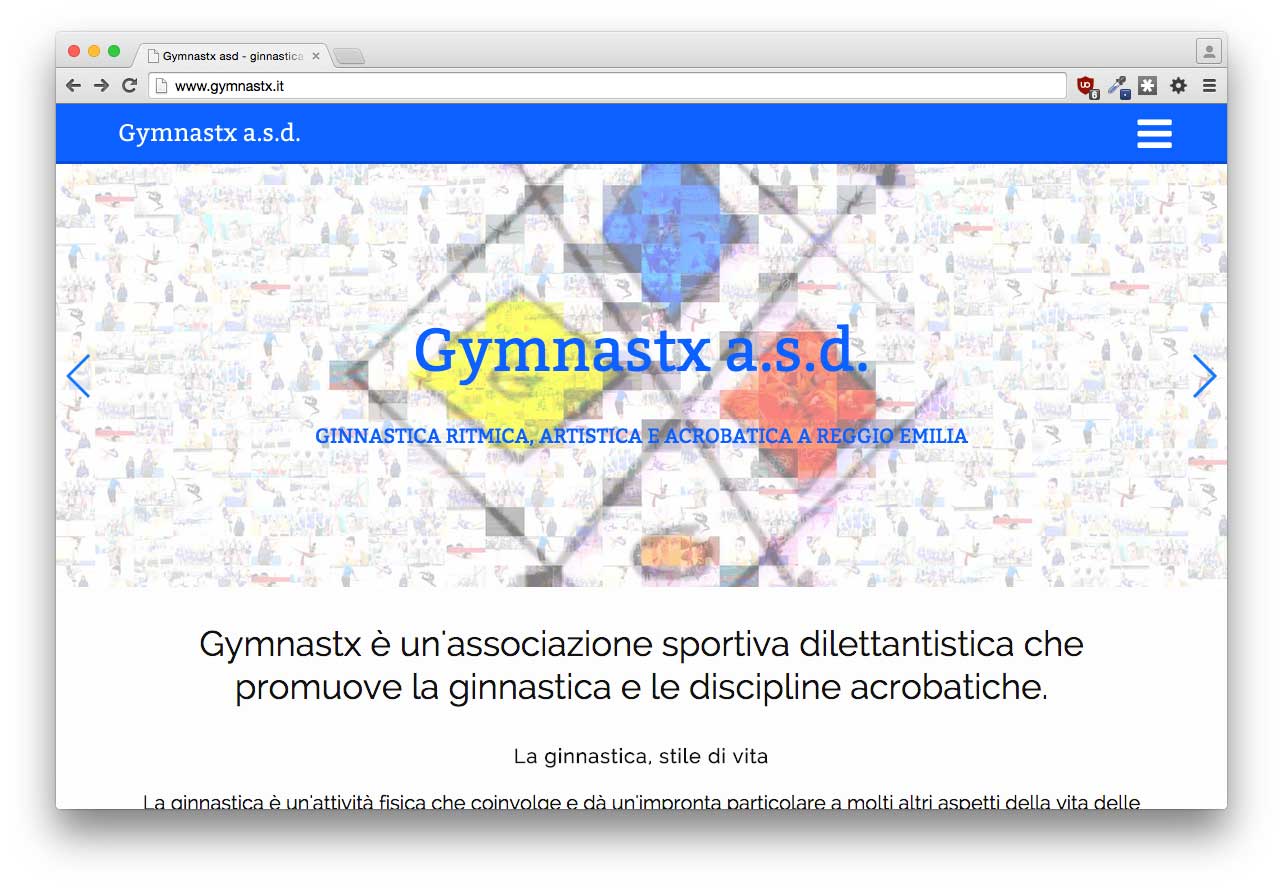 Gymnastx asd - ginnastica
www.gymnastx.it
6
Gymnastx a.s.d.
Gymnastx a.s.d.
GINNASTICA RITMICA, ARTISTICA E ACROBATICA A REGGIO EMILIA
Gymnastx è un'associazione sportiva dilettantistica che
promuove la ginnastica e le discipline acrobatiche.
La ginnastica, stile di vita
La ginnastica è un'attività fisica che coinvolge e dà un'impronta particolare a molti altri aspetti della vita delle